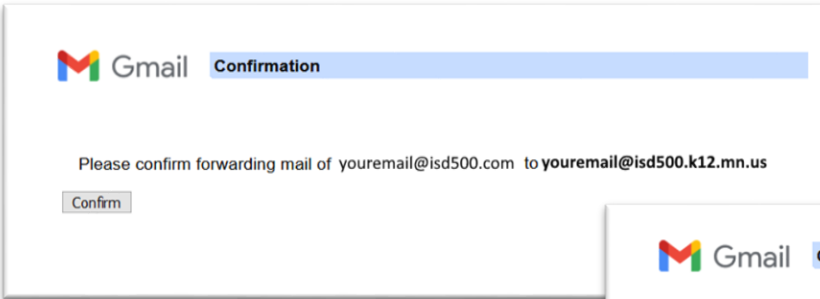 Gmail Confirmation
Please confirm forwarding mail of youremail@isd500.com to youremail@isd500.k12.mn.us
Confirm
Gmail